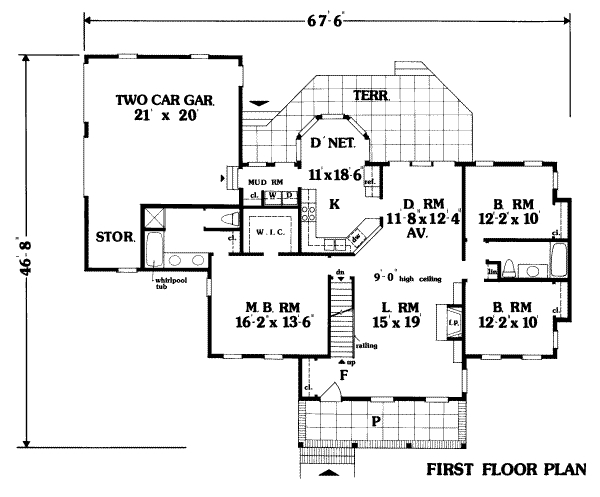 67'-6"
TWO CAR GAR.
21' x 20'
TERR.
D'NET.
11' x 18-6"
MUD RM
cl.
W
D
ref.
K
D. RM
11'-8" x 12'-4"
AV.
B. RM
12'-2" x 10'
cl.
STOR.
W. I. C.
cl.
dw
whirlpool
tub
46'-8"
dn
9'-0" high ceiling
lin
M. B. RM
16'-2" x 13'-6"
L. RM
15' x 19'
f.p.
B. RM
12'-2" x 10'
cl.
railing
up
F
cl.
P
FIRST FLOOR PLAN